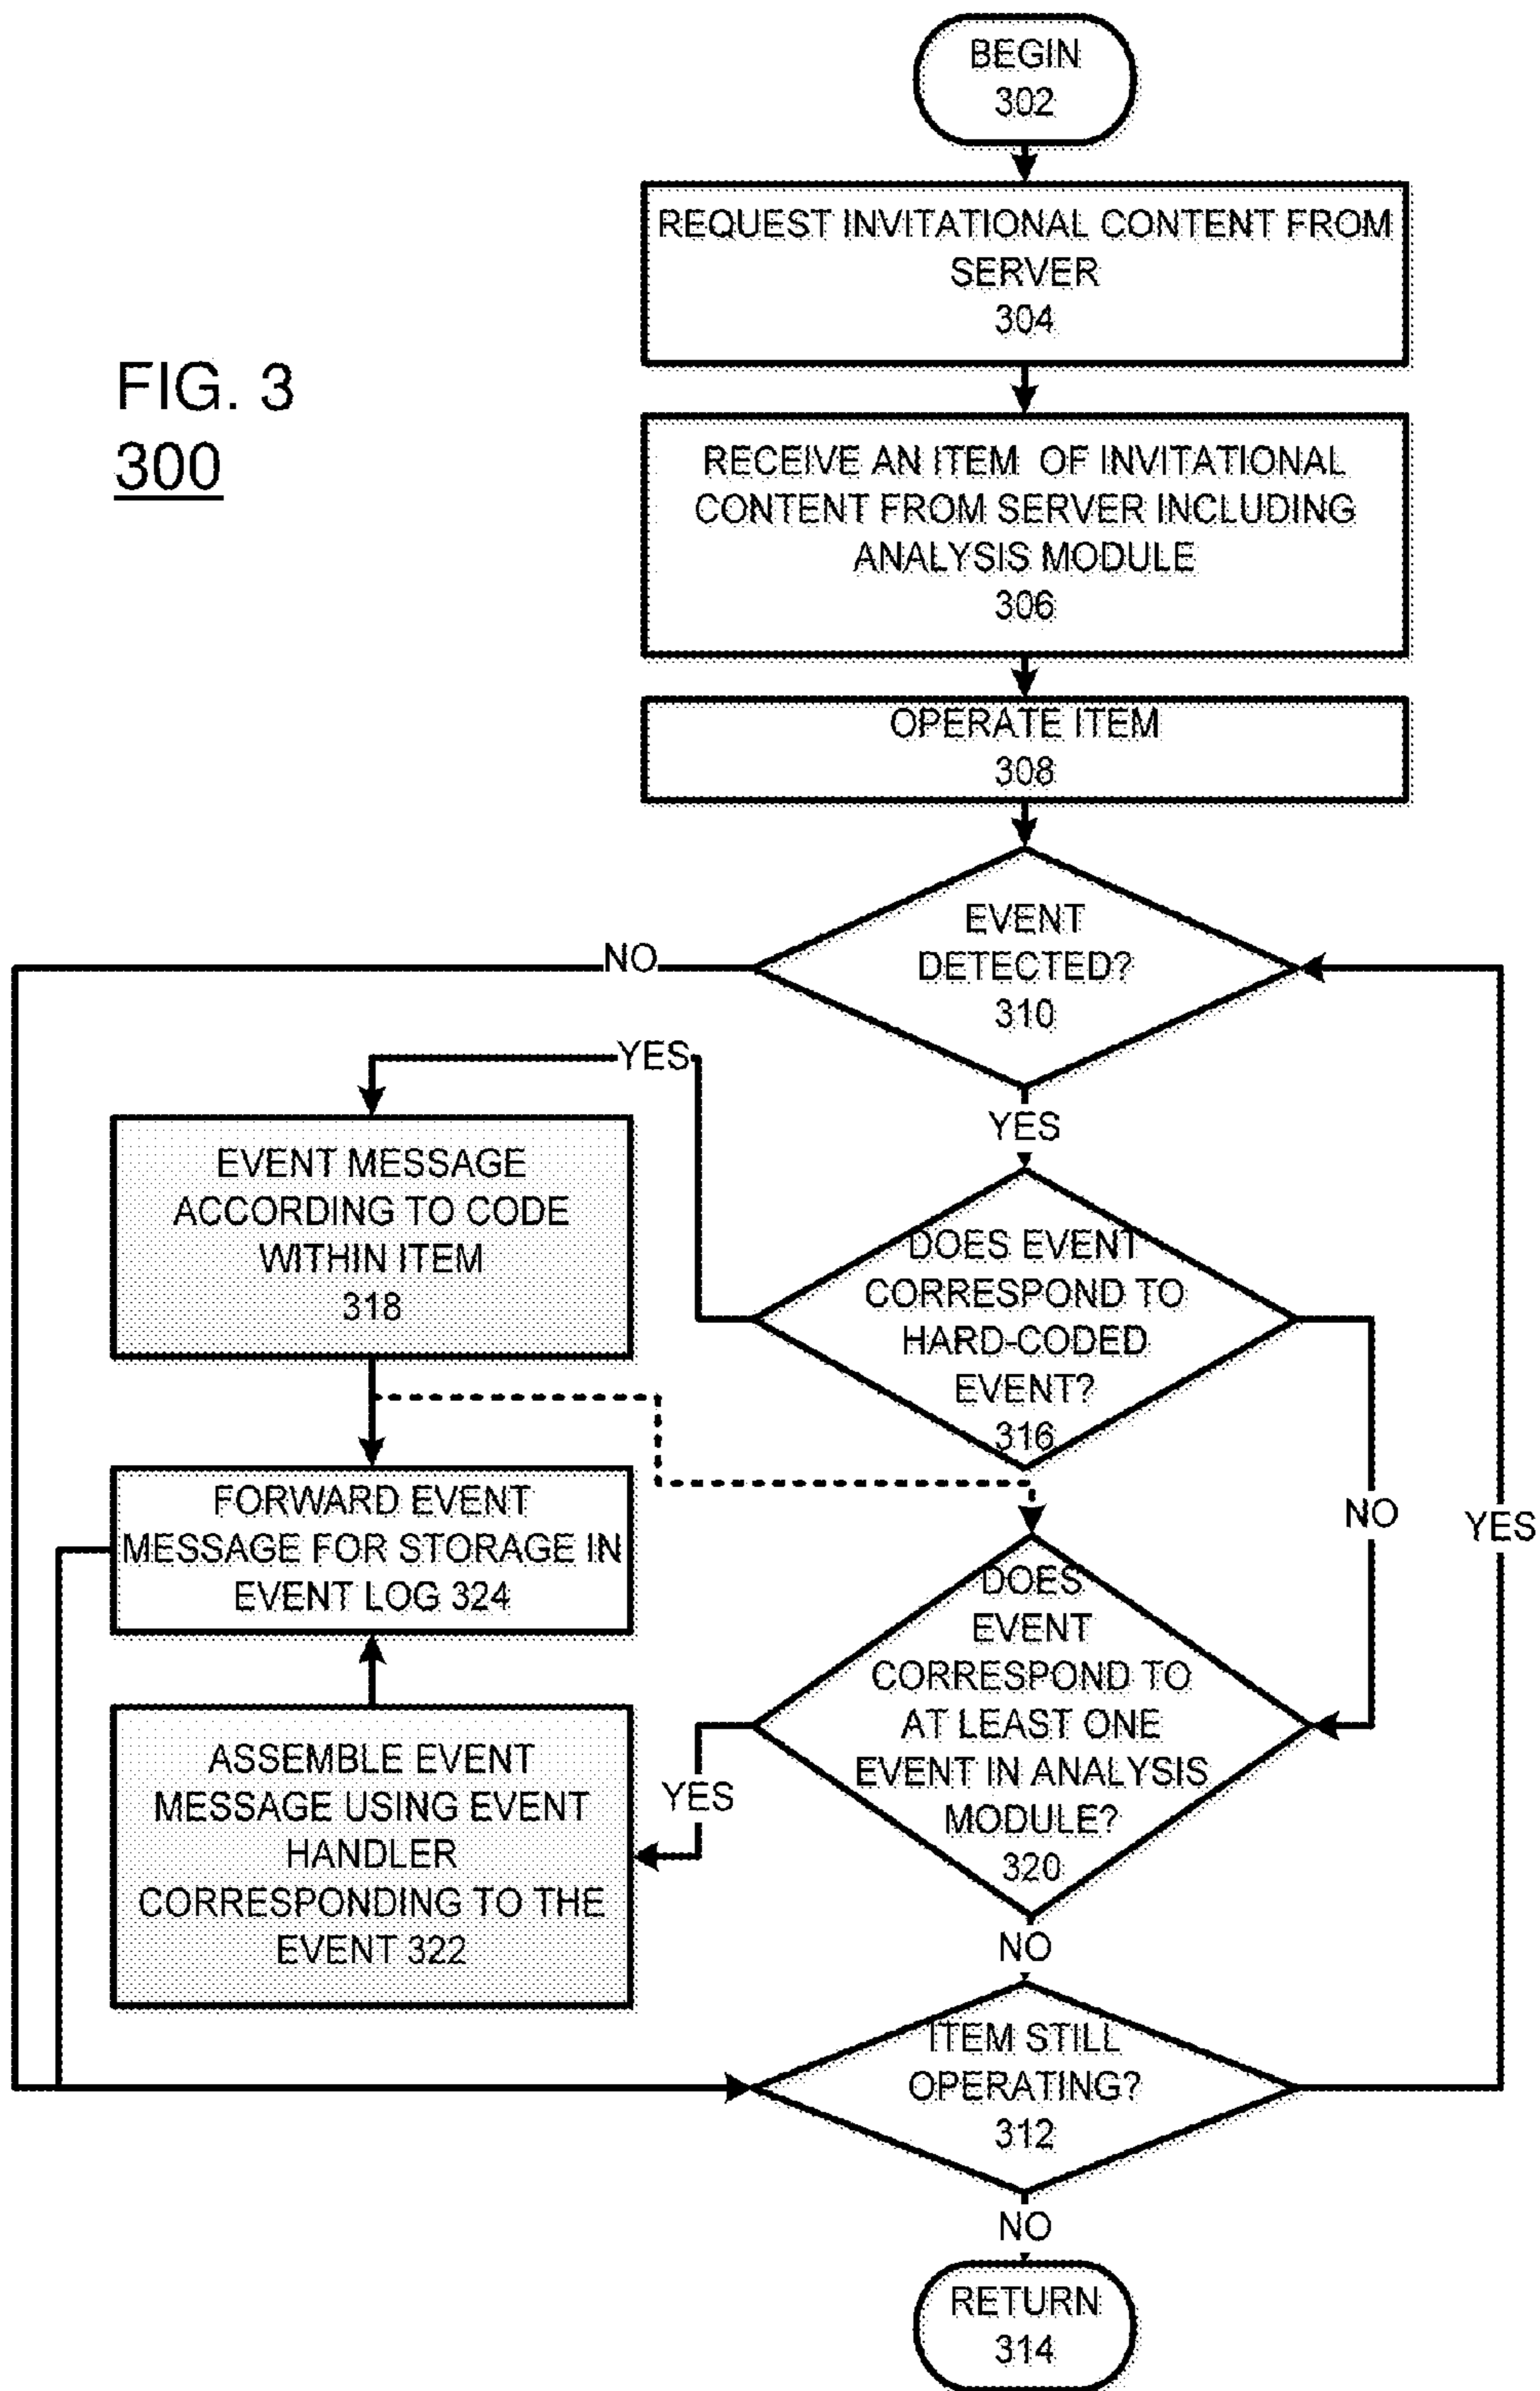 BEGIN
302
REQUEST INVITATIONAL CONTENT FROM
SERVER
304
FIG. 3
300
RECEIVE AN ITEM OF INVITATIONAL
CONTENT FROM SERVER INCLUDING
ANALYSIS MODULE
306
OPERATE ITEM
308
EVENT
DETECTED?
310
NO
YES
YES
EVENT MESSAGE
ACCORDING TO CODE
WITHIN ITEM
318
DOES EVENT
CORRESPOND TO
HARD-CODED
EVENT?
316
NO
YES
FORWARD EVENT
MESSAGE FOR STORAGE IN
EVENT LOG 324
DOES
EVENT
CORRESPOND TO
AT LEAST ONE
EVENT IN ANALYSIS
MODULE?
320
YES
ASSEMBLE EVENT
MESSAGE USING EVENT
HANDLER
CORRESPONDING TO THE
EVENT 322
NO
ITEM STILL
OPERATING?
312
NO
RETURN
314